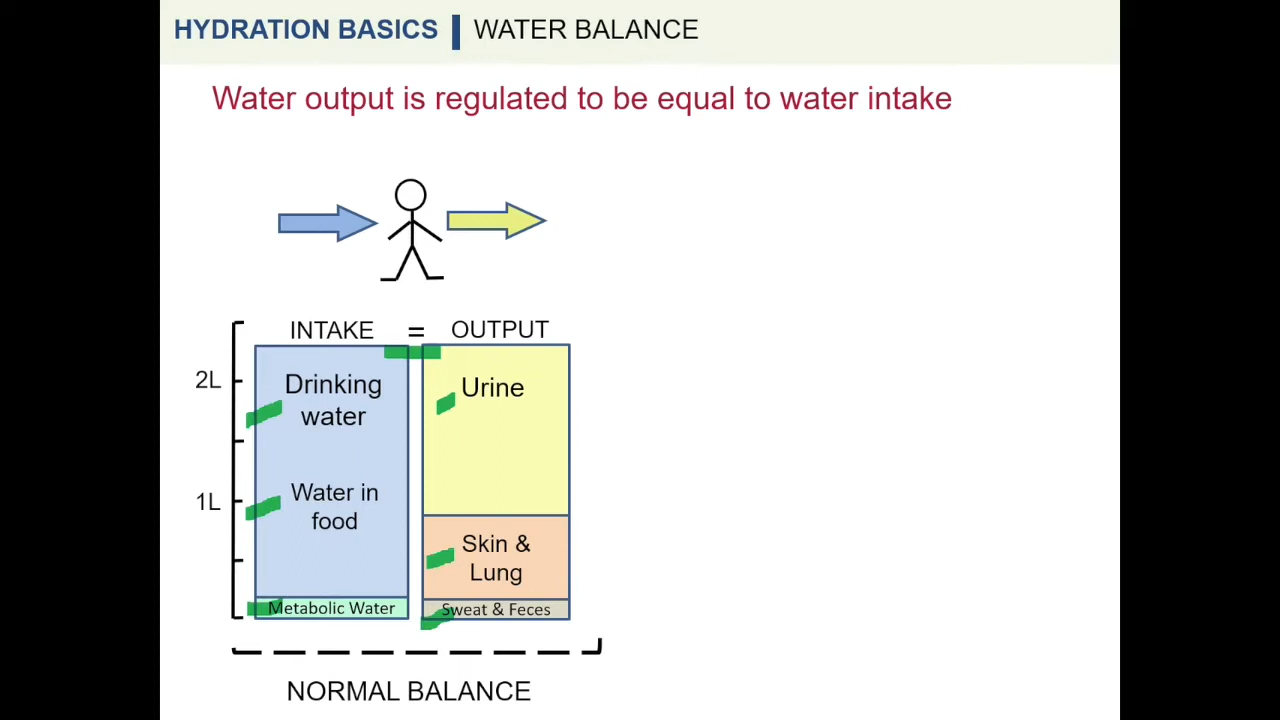 HYDRATION BASICS WATER BALANCE
Water output is regulated to be equal to water intake
INTAKE = OUTPUT
2L
1L
Drinking
water
Water in
food
Metabolic Water
Urine
Skin &
Lung
Sweat & Feces
NORMAL BALANCE